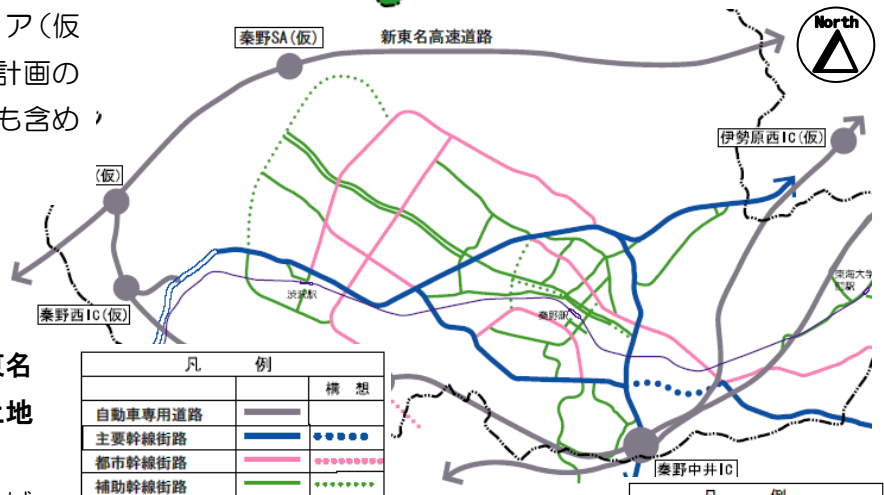 ア(仮
計画の
も含め
秦野SA(仮)
新東名高速道路
North
伊勢原西IC(仮)
(仮)
秦野西IC(仮)
渋沢駅
秦野駅
東海大学
前駅
秦野中井IC
東名
土地
凡 例
構 想
自動車専用道路
主要幹線街路
都市幹線街路
補助幹線街路
凡 例